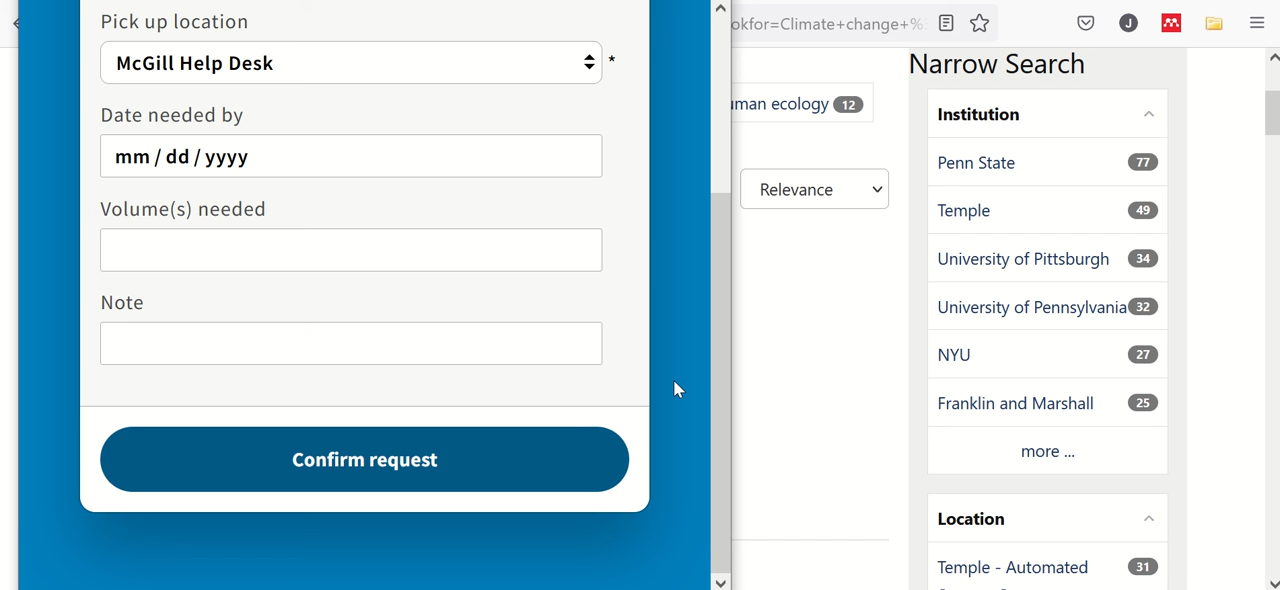 Pick up location
McGill Help Desk
*
Date needed by
mm / dd / yyyy
Volume(s) needed
Note
Confirm request
okfor=Climate+change+%
J
uman ecology 12
Relevance
Narrow Search
Institution
Penn State 77
Temple 49
University of Pittsburgh 34
University of Pennsylvania 32
NYU 27
Franklin and Marshall 25
more ...
Location
Temple - Automated 31